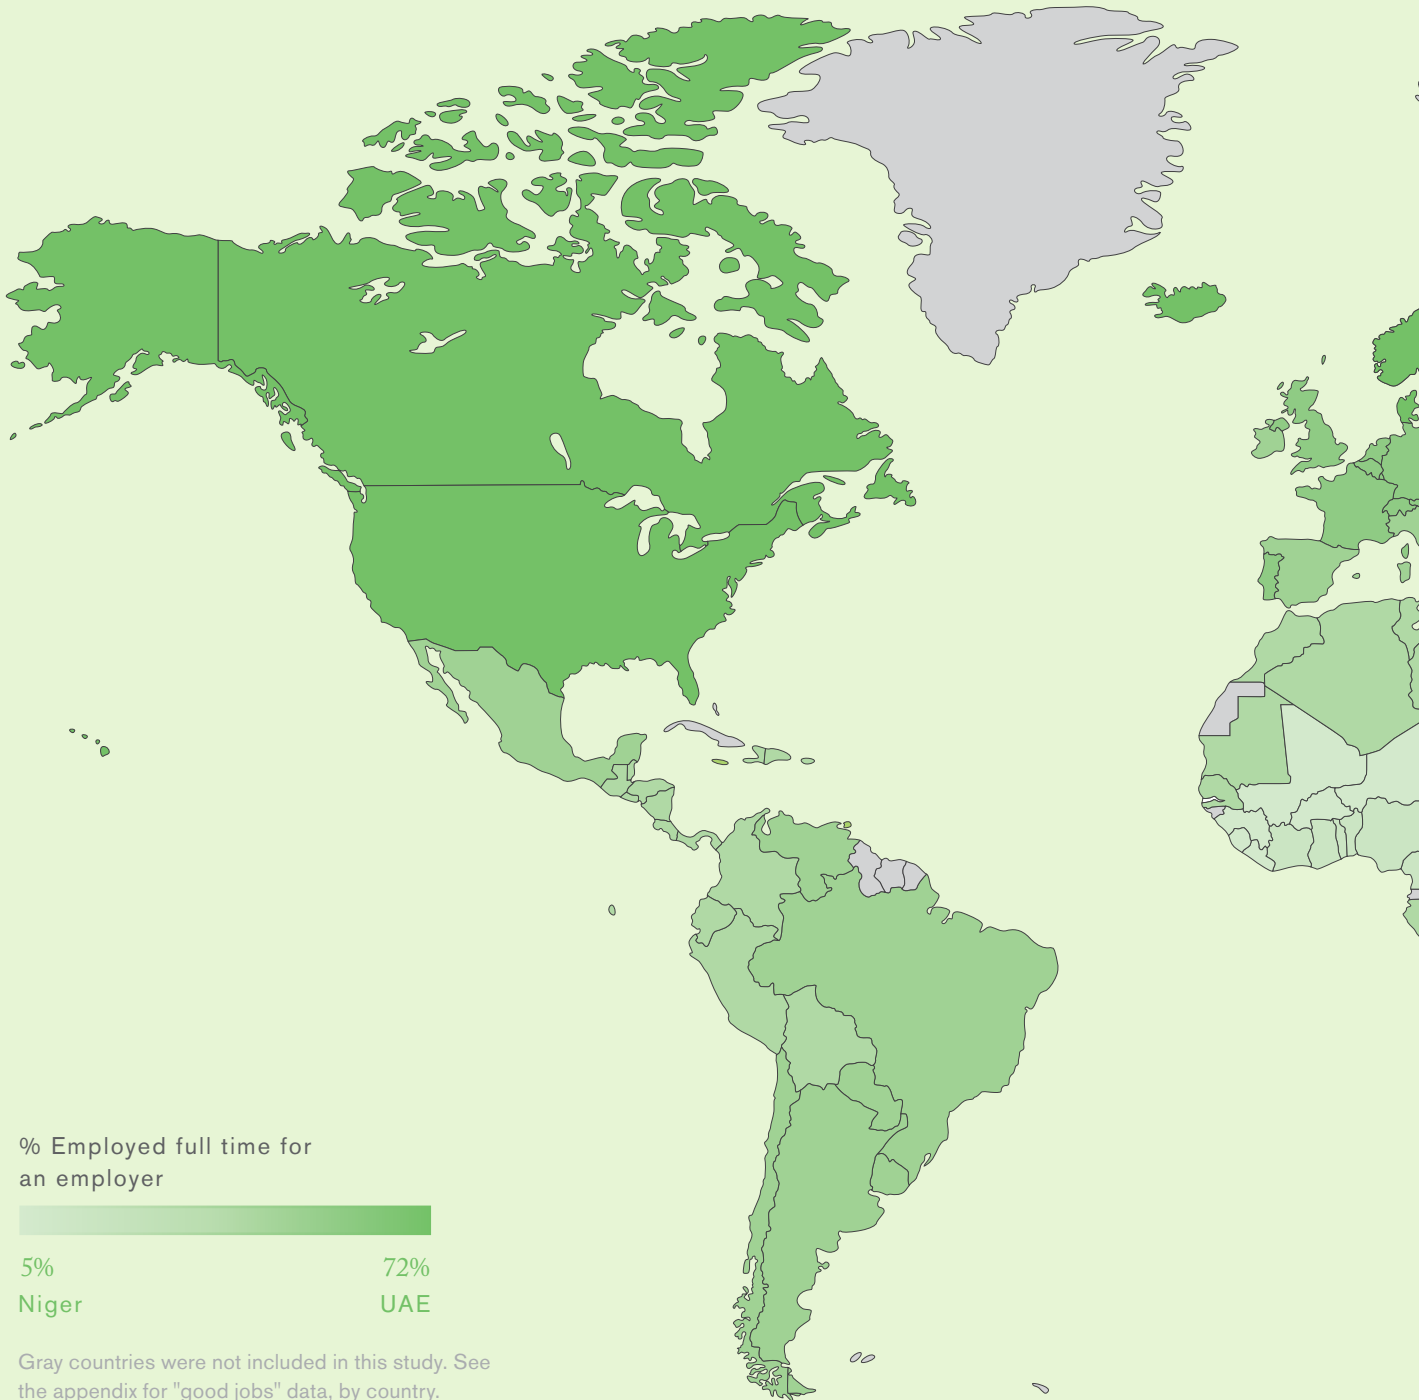 % Employed full time for
an employer
5%
72%
Niger
UAE
Gray countries were not included in this study. See
the appendix for "good jobs" data, by country.